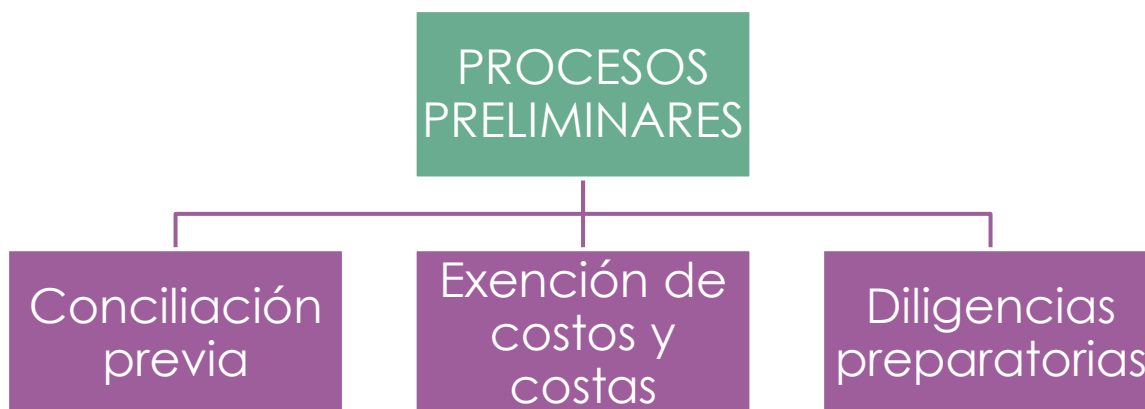 PROCESOS
PRELIMINARES
Conciliación
previa
Exención de
costos y
costas
Diligencias
preparatorias